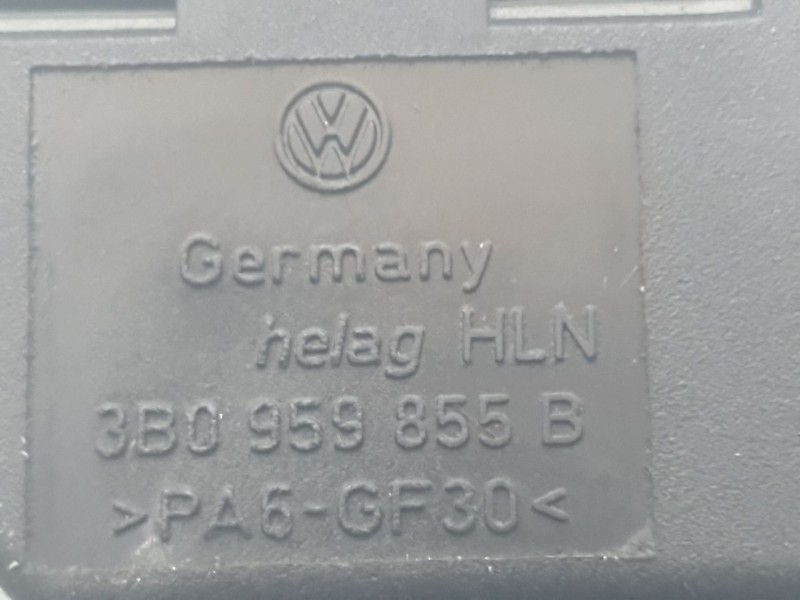 Germany
helag HLN
3B0 959 855 B
>PA6-GF30<